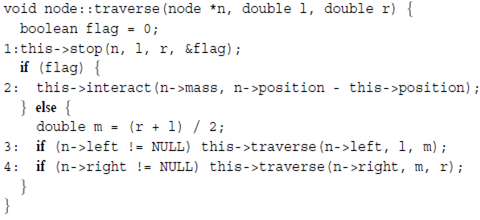 void node::traverse(node *n, double l, double r) {
boolean flag = 0;
1:this->stop(n, l, r, &flag);
if (flag) {
2: this->interact(n->mass, n->position - this->position);
} else {
double m = (r + l) / 2;
3: if (n->left != NULL) this->traverse(n->left, l, m);
4: if (n->right != NULL) this->traverse(n->right, m, r);
}
}